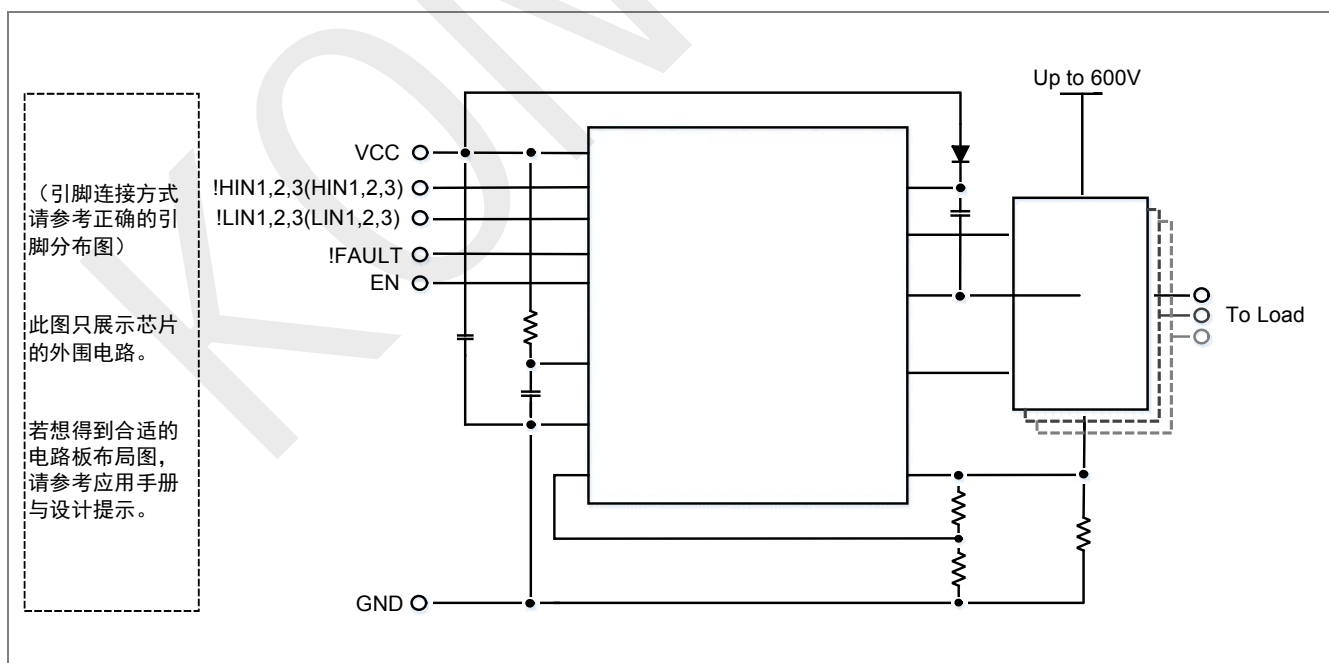 KON
Up to 600V
VCC
!HIN1,2,3(HIN1,2,3)
!LIN1,2,3(LIN1,2,3)
!FAULT
EN
To Load
GND
（引脚连接方式
请参考正确的引
脚分布图）
此图只展示芯片
的外围电路。
若想得到合适的
电路板布局图，
请参考应用手册
与设计提示。